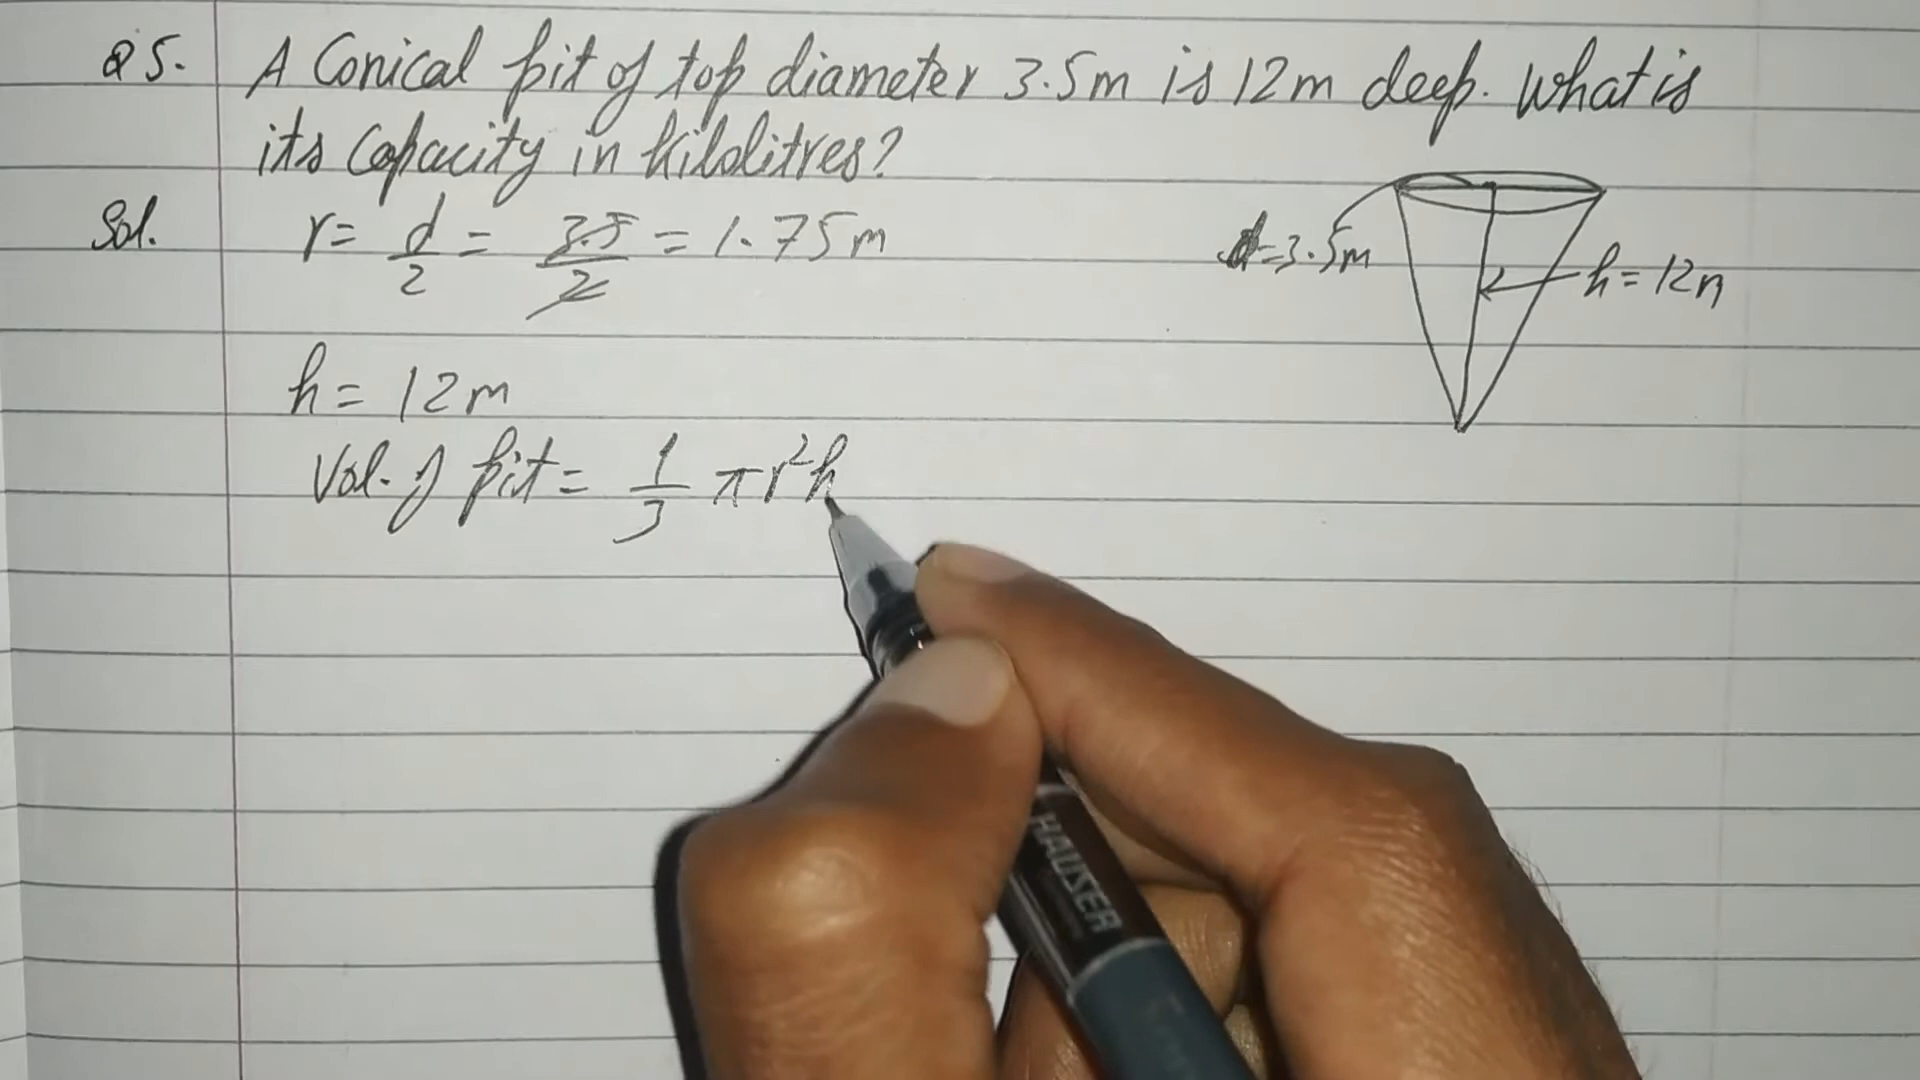 Q5. A Conical pit of top diameter 3.5m is 12m deep. What is
its Capacity in kilolitres?
Sol. r = d/2 = 3.5/2 = 1.75m
d=3.5m
h=12m
h = 12m
Vol. of pit = 1/3 πr²h
HAUSER